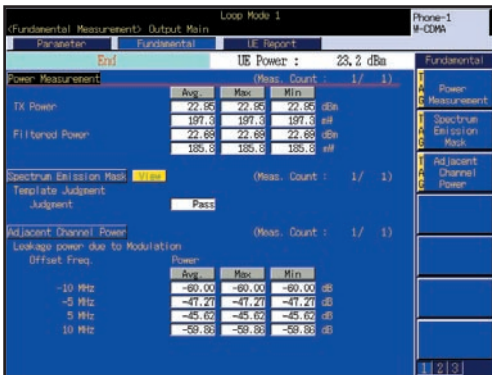 Loop Mode 1
<Fundamental Measurement> Output Main
Phone-1
W-CDMA
Parameter Fundamental UE Report
End UE Power : 23.2 dBm
Fundamental
Power Measurement (Meas. Count : 1/ 1)
Avg. Max Min
TX Power 22.95 22.95 22.95 dBm
197.3 197.3 197.3 mW
Filtered Power 22.69 22.69 22.69 dBm
185.8 185.8 185.8 mW
Spectrum Emission Mask View (Meas. Count : 1/ 1)
Template Judgment
Judgment Pass
Adjacent Channel Power (Meas. Count : 1/ 1)
Leakage power due to Modulation
Offset Freq. Power
Avg. Max Min
-10 MHz -60.00 -60.00 -60.00 dB
-5 MHz -47.27 -47.27 -47.27 dB
5 MHz -45.62 -45.62 -45.62 dB
10 MHz -59.86 -59.86 -59.86 dB
TAG
Power
Measurement
TAG
Spectrum
Emission
Mask
TAG
Adjacent
Channel
Power
1 2 3